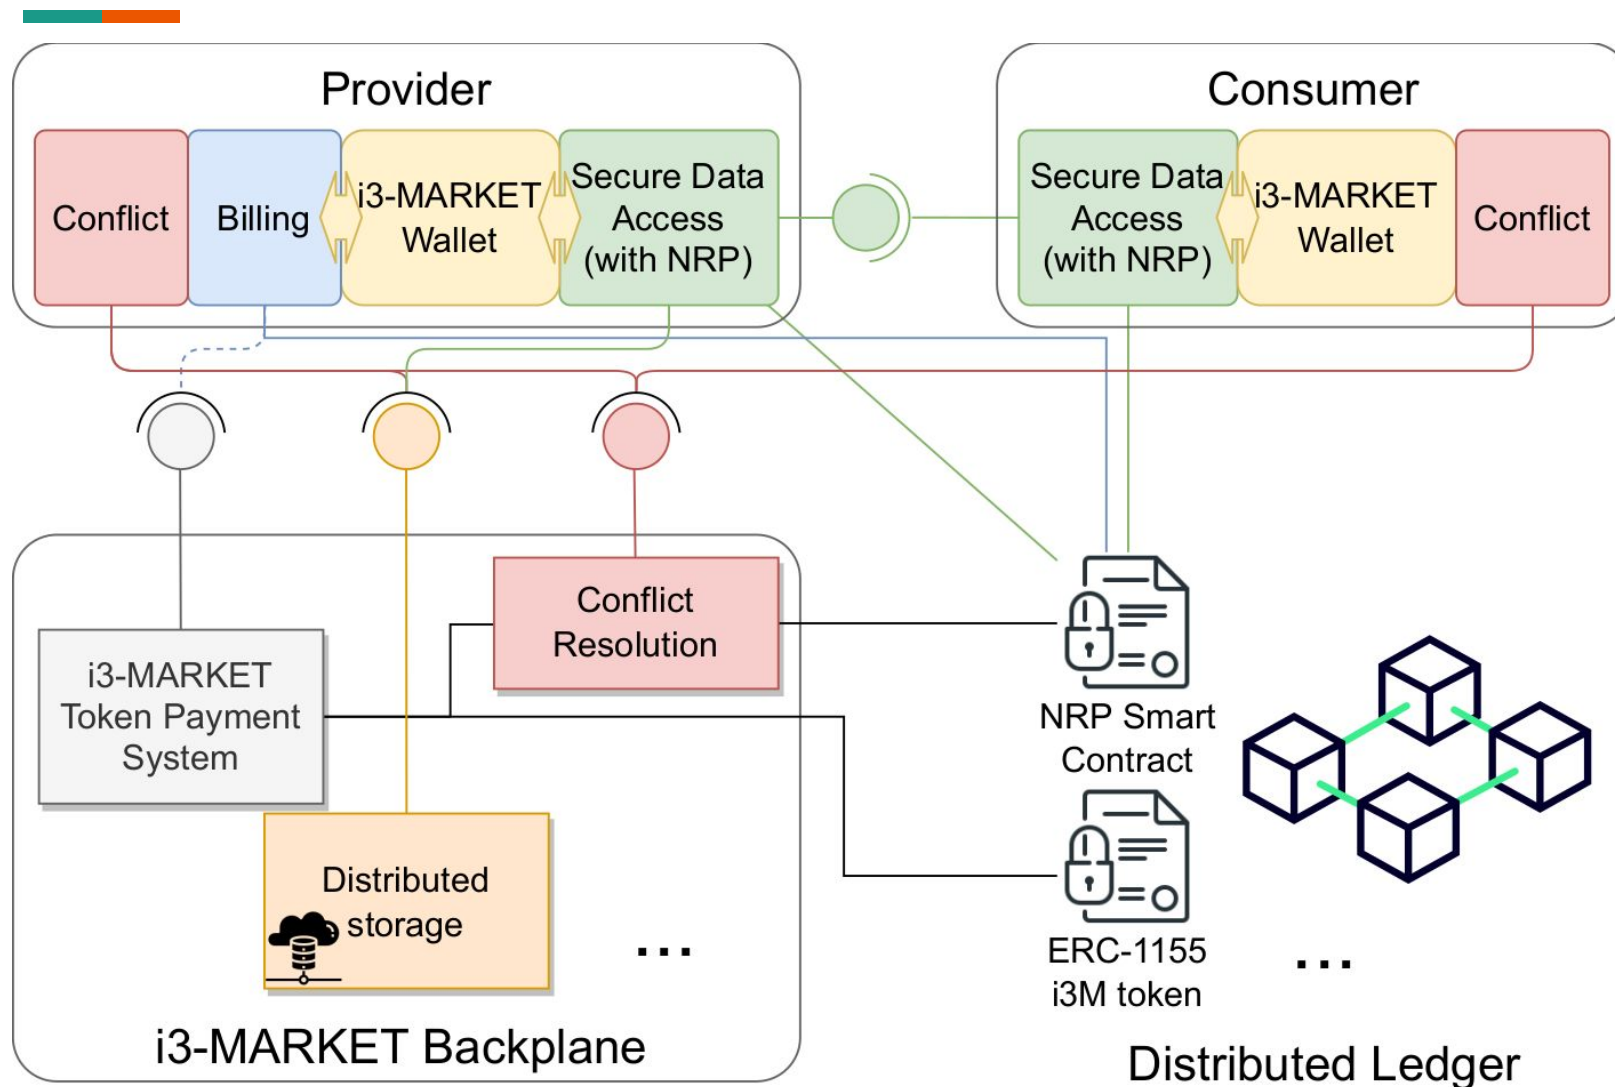 Provider
Conflict
Billing
i3-MARKET
Wallet
Secure Data
Access
(with NRP)
Consumer
Secure Data
Access
(with NRP)
i3-MARKET
Wallet
Conflict
Conflict
Resolution
i3-MARKET
Token Payment
System
Distributed
storage
...
i3-MARKET Backplane
NRP Smart
Contract
ERC-1155
i3M token
...
Distributed Ledger